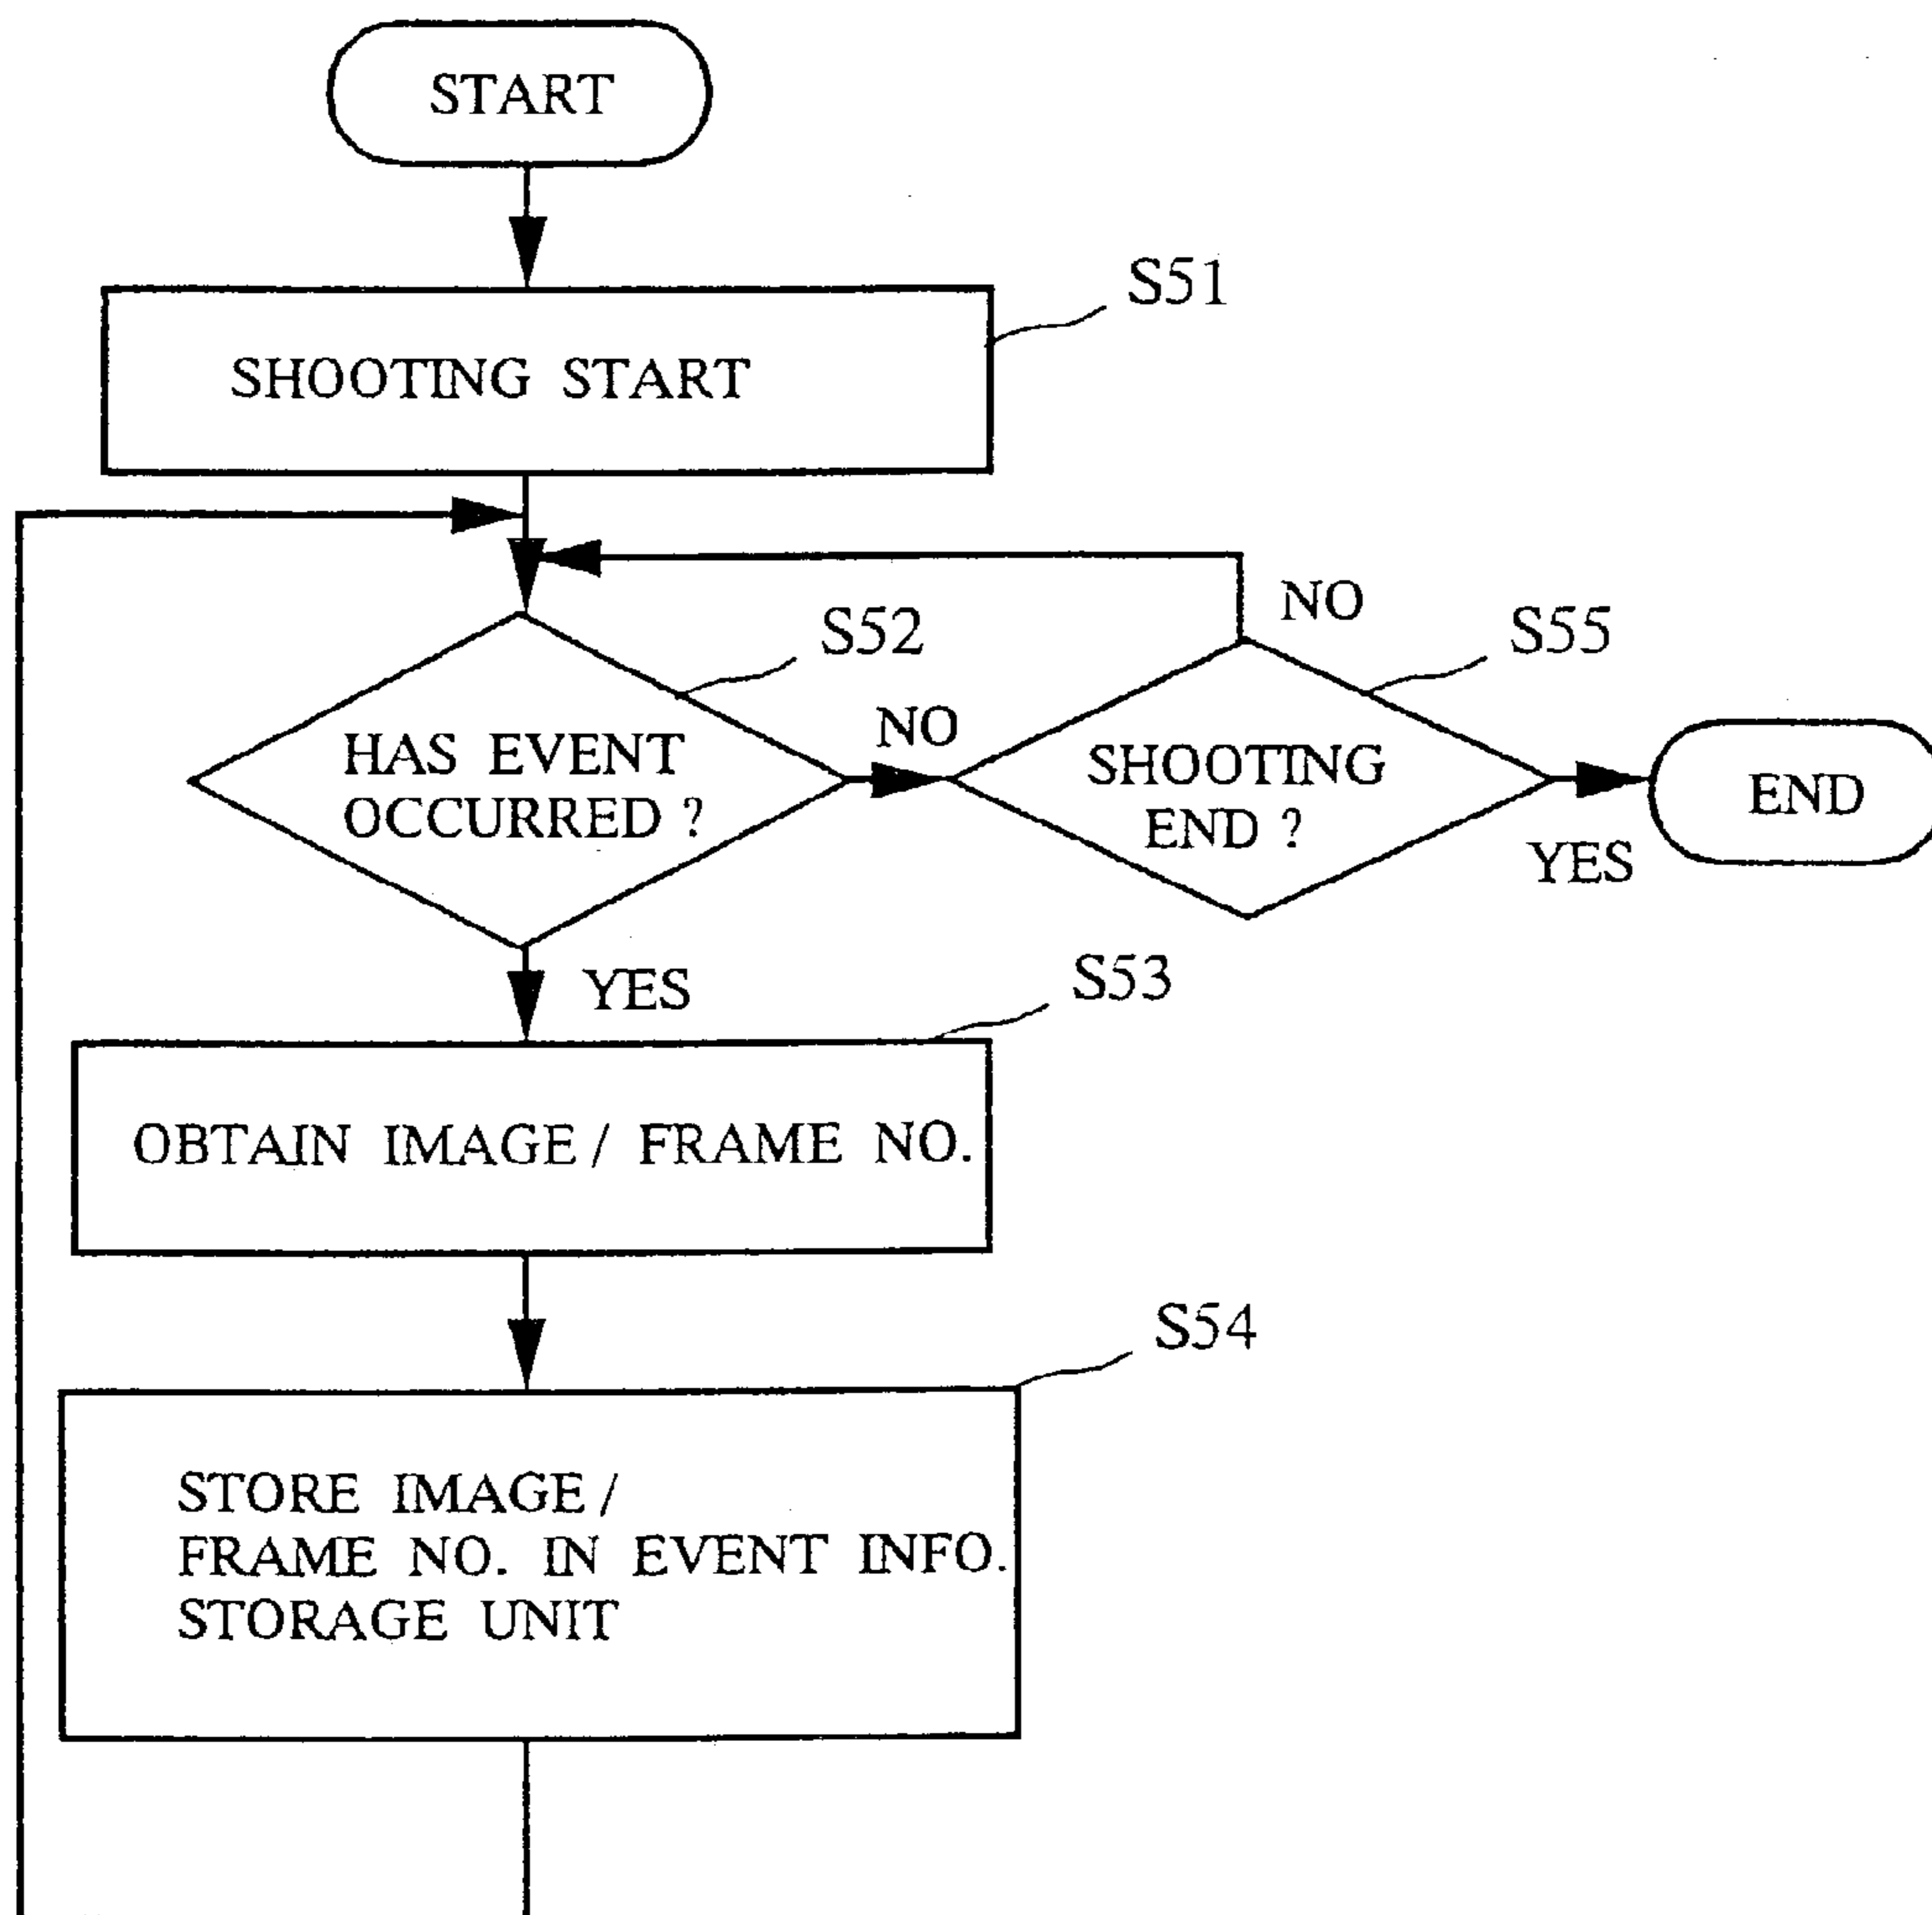 START
S51
SHOOTING START
NO
S52
S55
NO
HAS EVENT
OCCURRED ?
SHOOTING
END ?
END
YES
YES
S53
OBTAIN IMAGE / FRAME NO.
S54
STORE IMAGE /
FRAME NO. IN EVENT INFO.
STORAGE UNIT